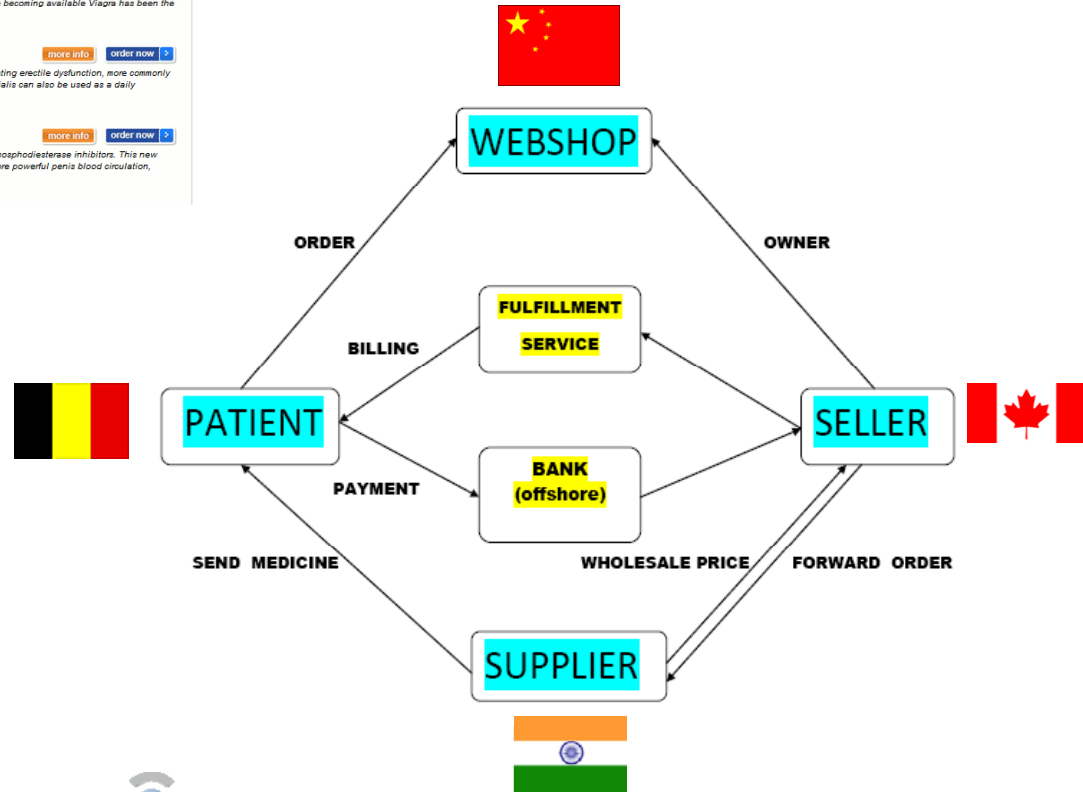 becoming available Viagra has been the
more info order now >
ting erectile dysfunction, more commonly
ialis can also be used as a daily
more info order now >
hosphodiesterase inhibitors. This new
re powerful penis blood circulation,
WEBSHOP
ORDER
OWNER
FULFILLMENT
SERVICE
BILLING
PATIENT
SELLER
BANK
(offshore)
PAYMENT
SEND MEDICINE
WHOLESALE PRICE
FORWARD ORDER
SUPPLIER